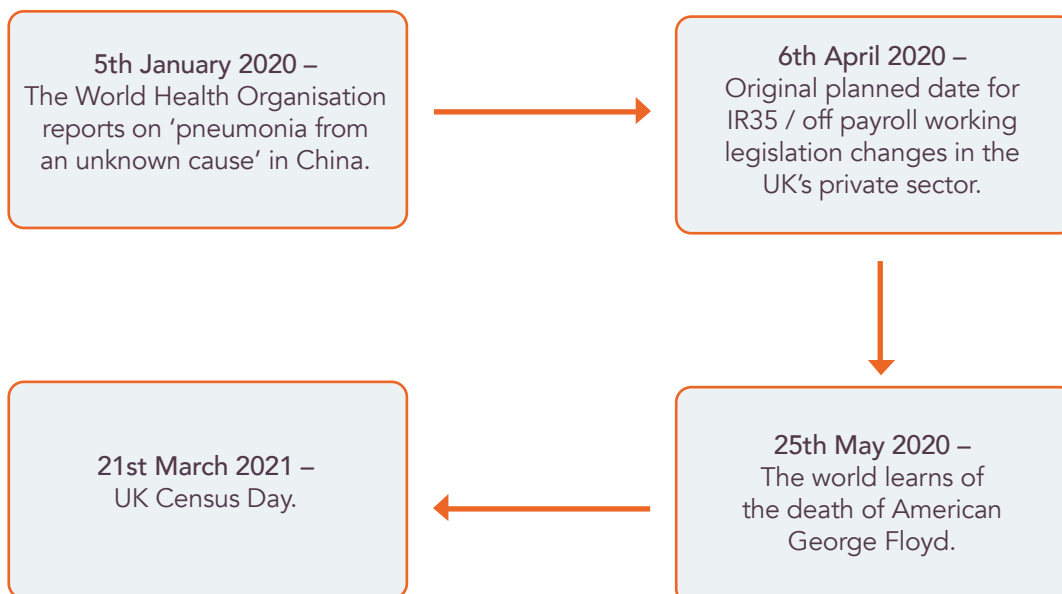 5th January 2020 –
The World Health Organisation
reports on ‘pneumonia from
an unknown cause’ in China.
6th April 2020 –
Original planned date for
IR35 / off payroll working
legislation changes in the
UK’s private sector.
25th May 2020 –
The world learns of
the death of American
George Floyd.
21st March 2021 –
UK Census Day.